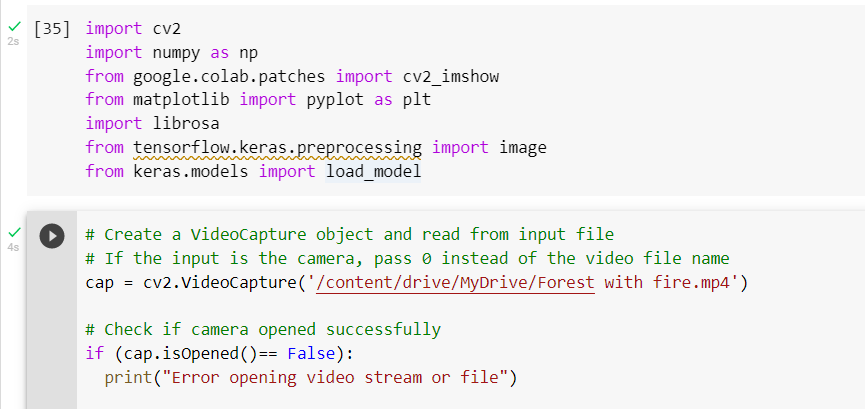 [35] import cv2
2s
import numpy as np
from google.colab.patches import cv2_imshow
from matplotlib import pyplot as plt
import librosa
from tensorflow.keras.preprocessing import image
from keras.models import load_model
# Create a VideoCapture object and read from input file
4s
# If the input is the camera, pass 0 instead of the video file name
cap = cv2.VideoCapture('/content/drive/MyDrive/Forest with fire.mp4')
# Check if camera opened successfully
if (cap.isOpened()== False):
print("Error opening video stream or file")